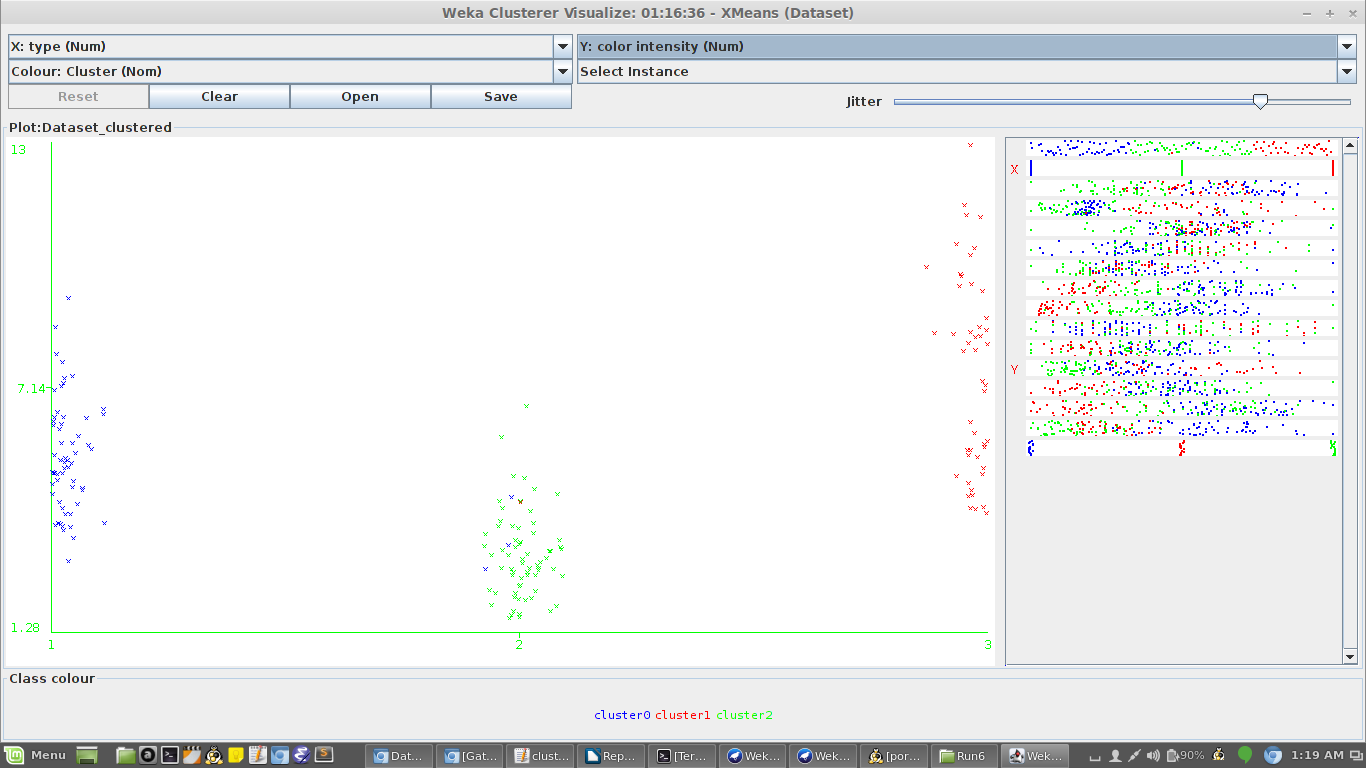 Weka Clusterer Visualize: 01:16:36 - XMeans (Dataset)
X: type (Num) Y: color intensity (Num)
Colour: Cluster (Nom) Select Instance
Reset Clear Open Save Jitter
Plot:Dataset_clustered
13
X
7.14
Y
1.28
1 2 3
Class colour
cluster0 cluster1 cluster2
Menu Dat... [Gat... clust... Rep... [Ter... Wek... Wek... [por... Run6 Wek... 90% 1:19 AM